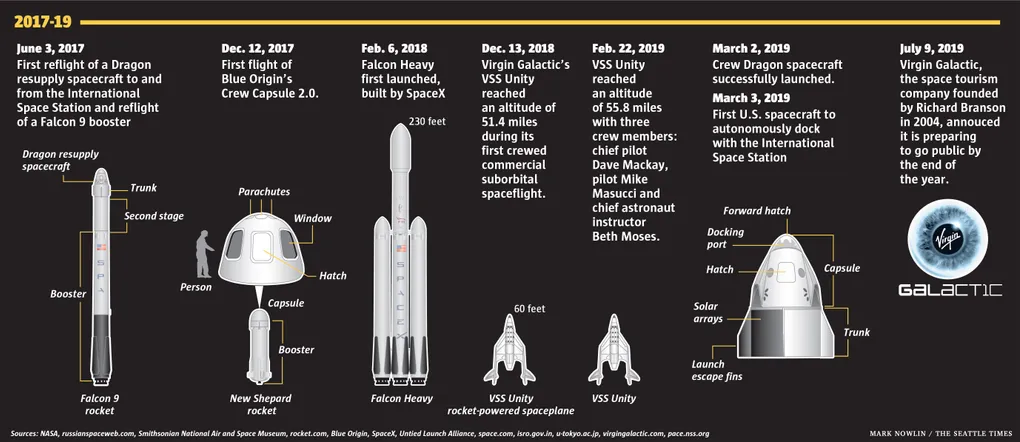 2017-19
June 3, 2017
First reflight of a Dragon
resupply spacecraft to and
from the International
Space Station and reflight
of a Falcon 9 booster
Dragon resupply
spacecraft
Trunk
Second stage
Booster
SPA
Falcon 9
rocket
Dec. 12, 2017
First flight of
Blue Origin's
Crew Capsule 2.0.
Parachutes
Window
Hatch
Person
Capsule
Booster
New Shepard
rocket
Feb. 6, 2018
Falcon Heavy
first launched,
built by SpaceX
230 feet
SPACEX
Falcon Heavy
Dec. 13, 2018
Virgin Galactic's
VSS Unity
reached
an altitude of
51.4 miles
during its
first crewed
commercial
suborbital
spaceflight.
60 feet
VSS Unity
rocket-powered spaceplane
Feb. 22, 2019
VSS Unity
reached
an altitude
of 55.8 miles
with three
crew members:
chief pilot
Dave Mackay,
pilot Mike
Masucci and
chief astronaut
instructor
Beth Moses.
VSS Unity
March 2, 2019
Crew Dragon spacecraft
successfully launched.
March 3, 2019
First U.S. spacecraft to
autonomously dock
with the International
Space Station
Forward hatch
Docking
port
Hatch
Capsule
Solar
arrays
Trunk
Launch
escape fins
July 9, 2019
Virgin Galactic,
the space tourism
company founded
by Richard Branson
in 2004, annouced
it is preparing
to go public by
the end of
the year.
Virgin
GALACTIC
Sources: NASA, russianspaceweb.com, Smithsonian National Air and Space Museum, rocket.com, Blue Origin, SpaceX, Untied Launch Alliance, space.com, isro.gov.in, u-tokyo.ac.jp, virgingalactic.com, pace.nss.org
MARK NOWLIN / THE SEATTLE TIMES